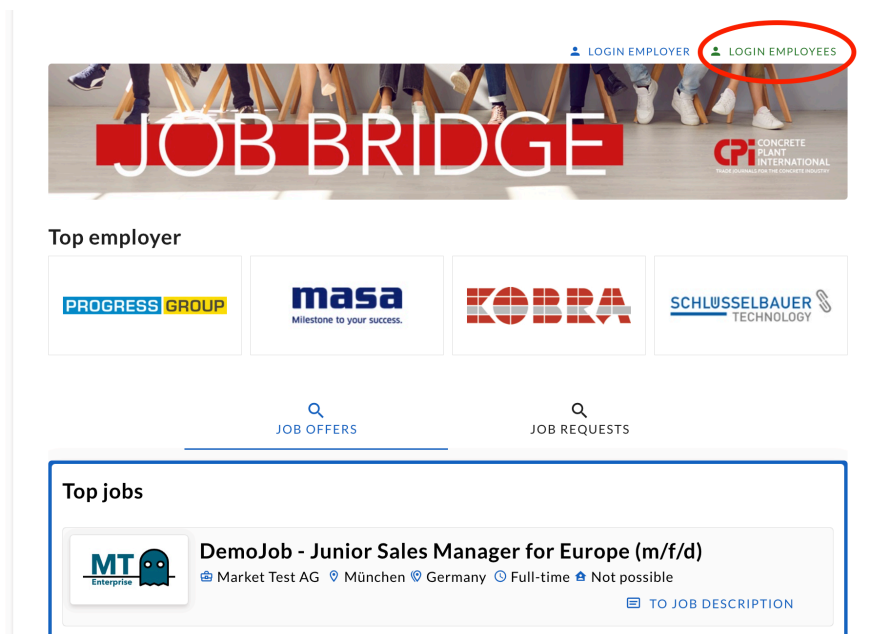 LOGIN EMPLOYER
LOGIN EMPLOYEES
JOB BRIDGE
CPi
CONCRETE
PLANT
INTERNATIONAL
TRADE JOURNALS FOR THE CONCRETE INDUSTRY
Top employer
PROGRESS GROUP
masa
Milestone to your success.
KOBRA
SCHLÜSSELBAUER
TECHNOLOGY
JOB OFFERS
JOB REQUESTS
Top jobs
MT
Enterprise
DemoJob - Junior Sales Manager for Europe (m/f/d)
Market Test AG München Germany Full-time Not possible
TO JOB DESCRIPTION